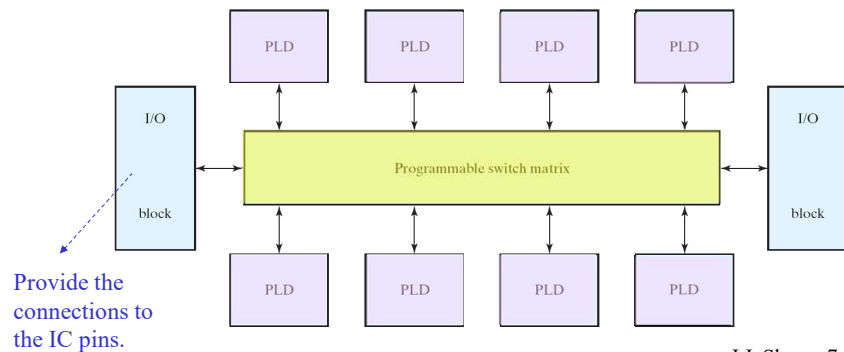 PLD PLD PLD PLD
I/O I/O
Programmable switch matrix
block block
PLD PLD PLD PLD
Provide the
connections to
the IC pins.